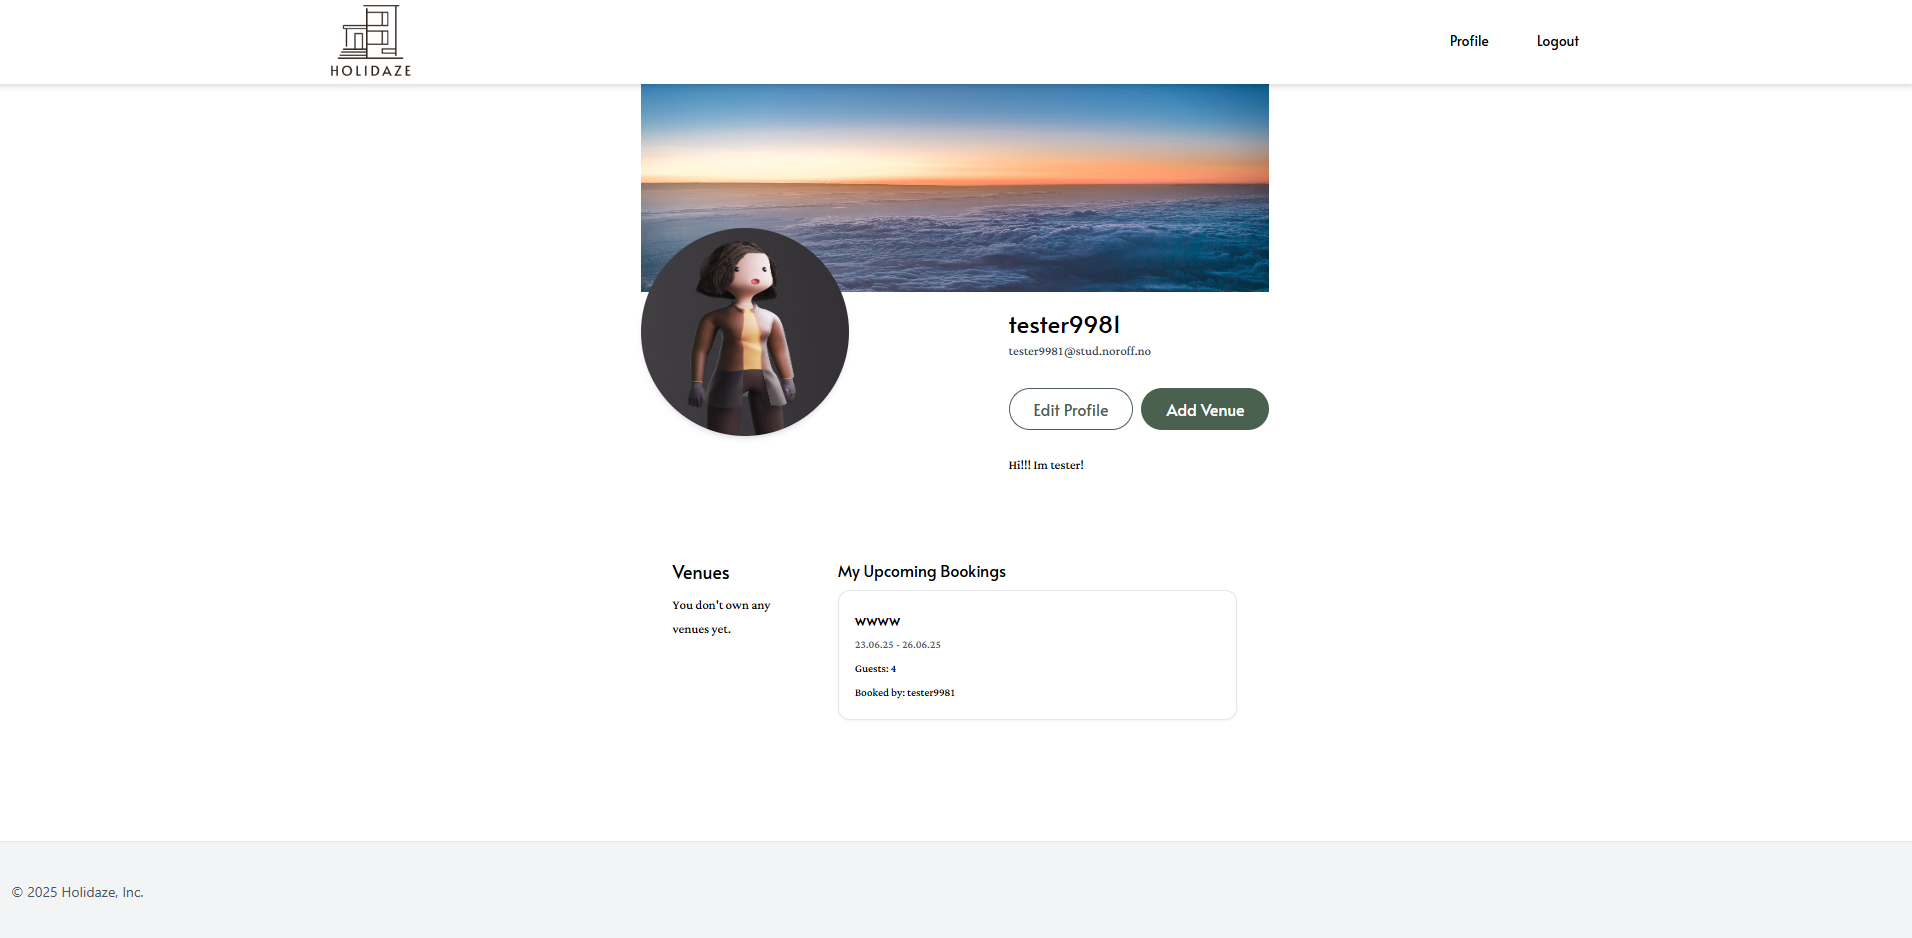 HOLIDAZE
Profile
Logout
tester9981
tester9981@stud.noroff.no
Edit Profile
Add Venue
Hi!!! Im tester!
Venues
You don't own any
venues yet.
My Upcoming Bookings
wwww
23.06.25 - 26.06.25
Guests: 4
Booked by: tester9981
© 2025 Holidaze, Inc.